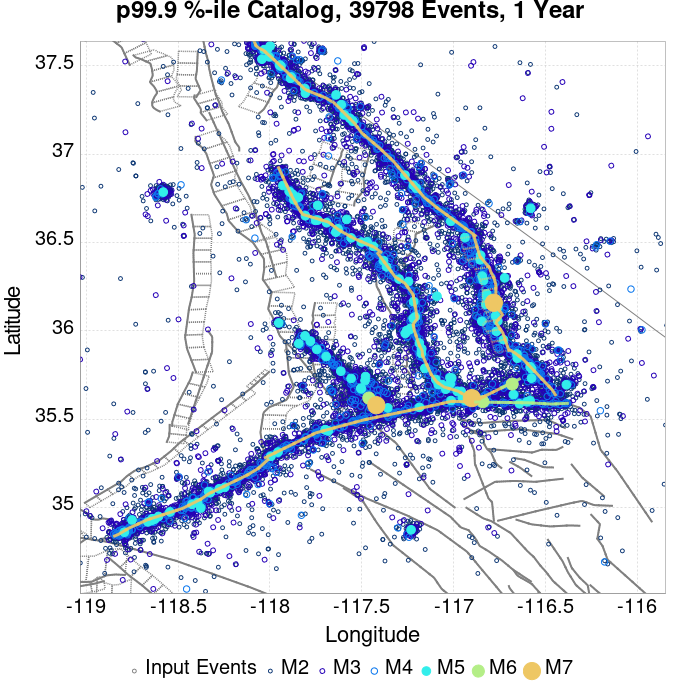 p99.9 %-ile Catalog, 39798 Events, 1 Year
37.5
37
36.5
36
35.5
35
Latitude
-119 -118.5 -118 -117.5 -117 -116.5 -116
Longitude
Input Events M2 M3 M4 M5 M6 M7